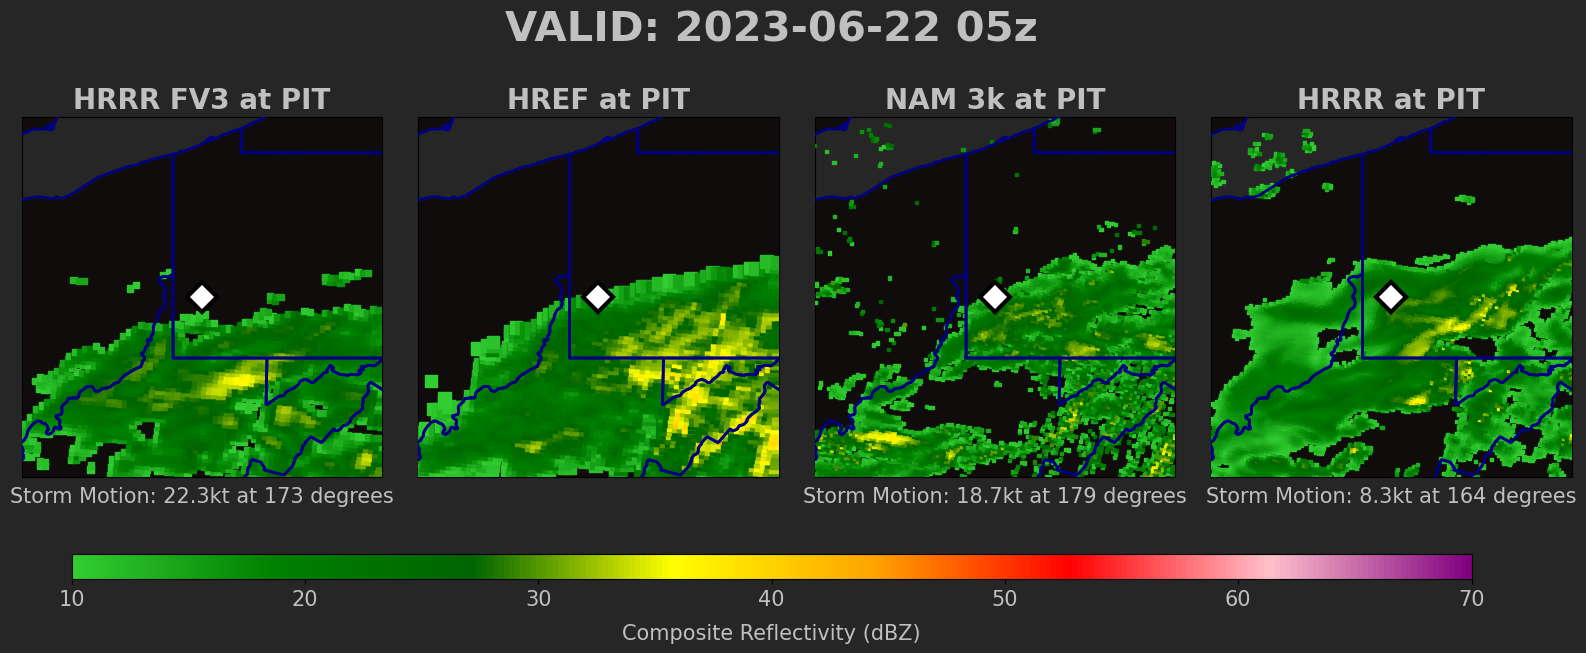 VALID: 2023-06-22 05z
HRRR FV3 at PIT
HREF at PIT
NAM 3k at PIT
HRRR at PIT
Storm Motion: 22.3kt at 173 degrees
Storm Motion: 18.7kt at 179 degrees
Storm Motion: 8.3kt at 164 degrees
10 20 30 40 50 60 70
Composite Reflectivity (dBZ)